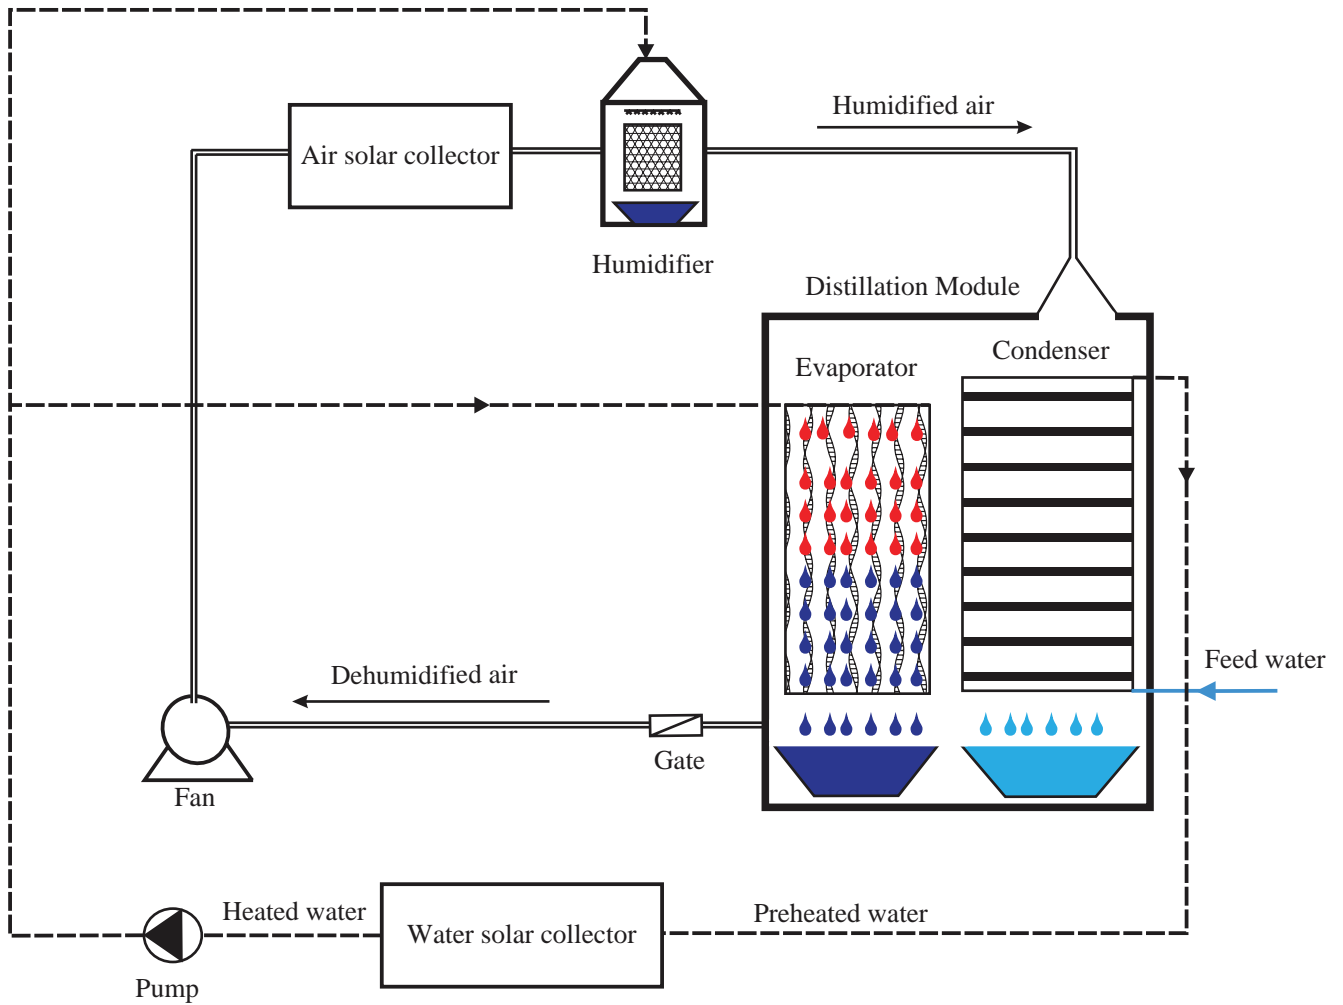 Humidified air
Air solar collector
Humidifier
Distillation Module
Condenser
Evaporator
Feed water
Dehumidified air
Gate
Fan
Heated water
Preheated water
Water solar collector
Pump